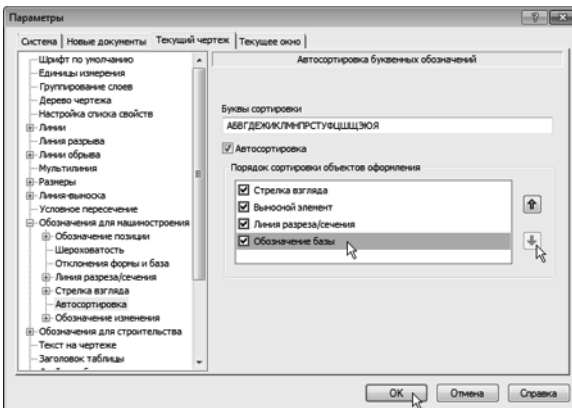 Параметры
Система Новые документы Текущий чертеж Текущее окно
Шрифт по умолчанию
Единицы измерения
Группирование слоев
Дерево чертежа
Настройка списка свойств
Линии
Линия разрыва
Линии обрыва
Мультилиния
Размеры
Линия-выноска
Условное пересечение
Обозначения для машиностроения
Обозначение позиции
Шероховатость
Отклонения формы и база
Линия разреза/сечения
Стрелка взгляда
Автосортировка
Обозначение изменения
Обозначения для строительства
Текст на чертеже
Заголовок таблицы
Автосортировка буквенных обозначений
Буквы сортировки
АБВГДЕЖИКЛМНПРСТУФЦШЩЭЮЯ
Автосортировка
Порядок сортировки объектов оформления
Стрелка взгляда
Выносной элемент
Линия разреза/сечения
Обозначение базы
OK Отмена Справка